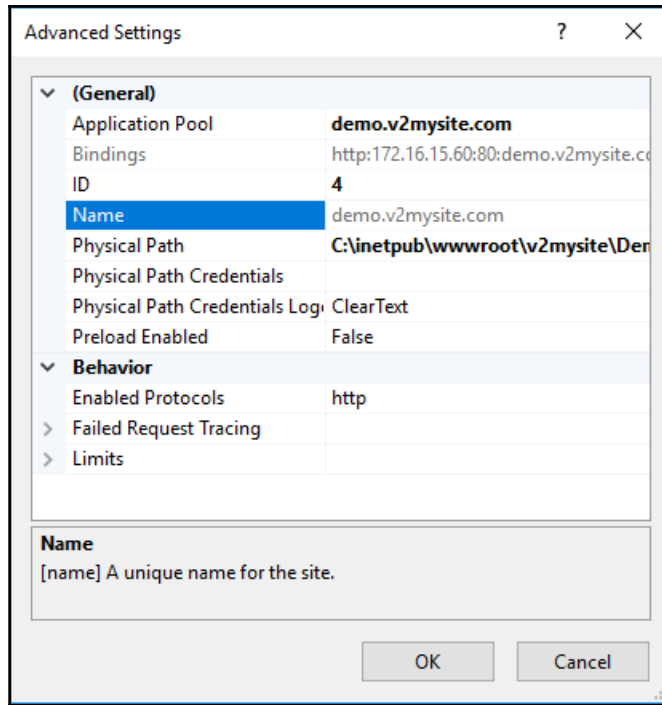 Advanced Settings ?
(General)
Application Pool demo.v2mysite.com
Bindings http:172.16.15.60:80:demo.v2mysite.co
ID 4
Name demo.v2mysite.com
Physical Path C:\inetpub\wwwroot\v2mysite\Den
Physical Path Credentials
Physical Path Credentials Logo ClearText
Preload Enabled False
Behavior
Enabled Protocols http
Failed Request Tracing
Limits
Name
[name] A unique name for the site.
OK Cancel